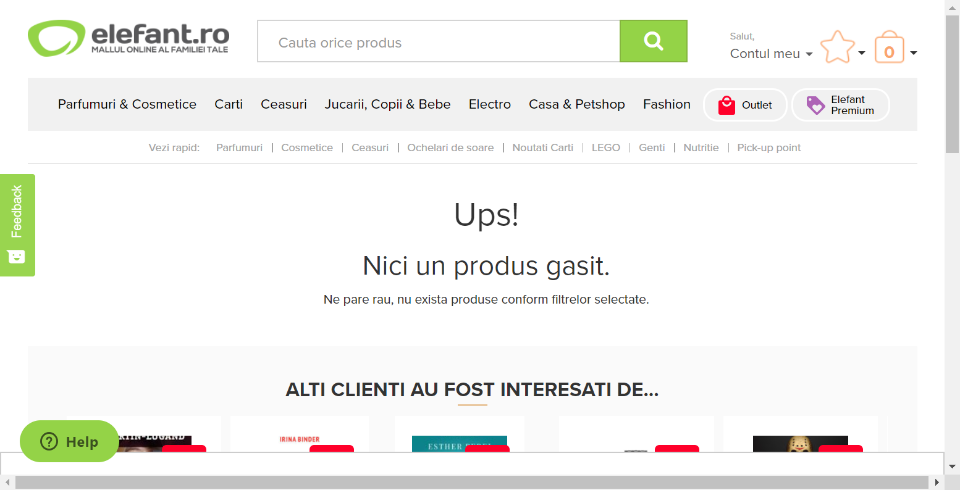 elefant.ro
MALLUL ONLINE AL FAMILIEI TALE
Cauta orice produs
Salut,
Contul meu
0
Parfumuri & Cosmetice Carti Ceasuri Jucarii, Copii & Bebe Electro Casa & Petshop Fashion Outlet Elefant Premium
Vezi rapid: Parfumuri | Cosmetice | Ceasuri | Ochelari de soare | Noutati Carti | LEGO | Genti | Nutritie | Pick-up point
Feedback
Ups!
Nici un produs gasit.
Ne pare rau, nu exista produse conform filtrelor selectate.
ALTI CLIENTI AU FOST INTERESATI DE...
IRINA BINDER
Help